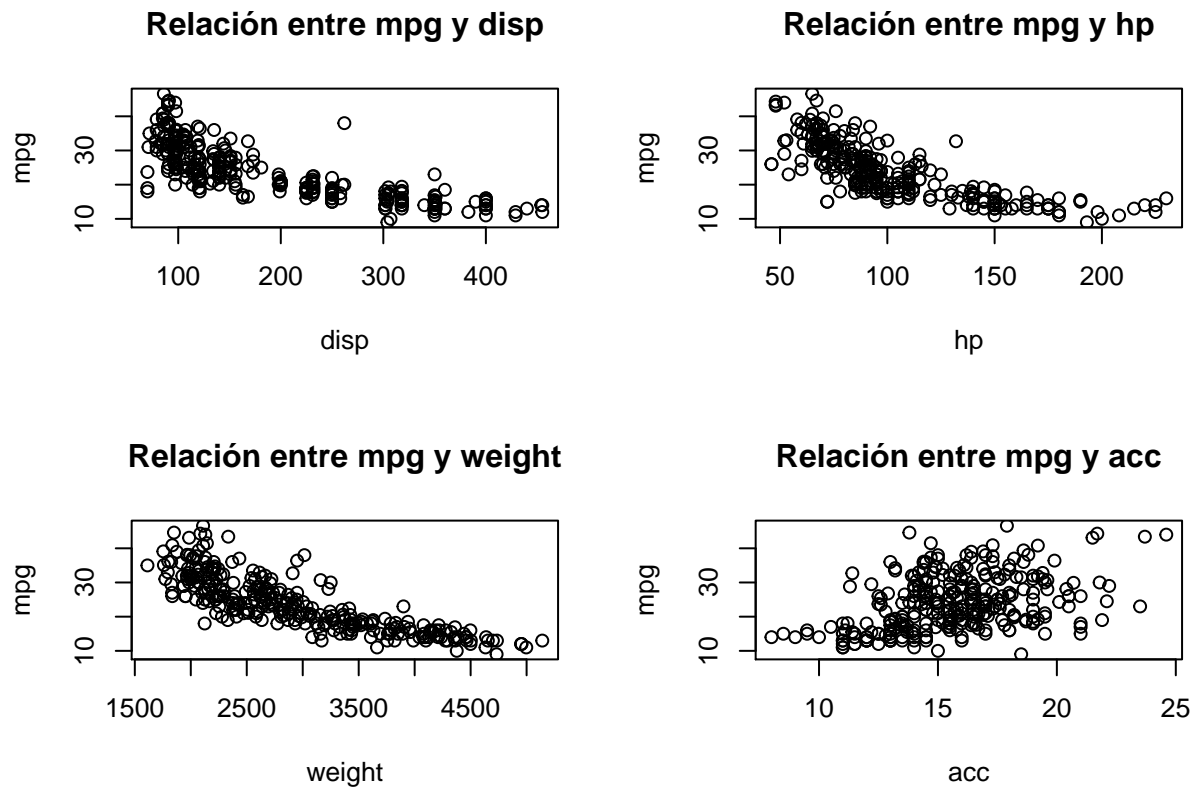 Relación entre mpg y disp
mpg
10
30
100
200
300
400
disp
Relación entre mpg y hp
mpg
10
30
50
100
150
200
hp
Relación entre mpg y weight
mpg
10
30
1500
2500
3500
4500
weight
Relación entre mpg y acc
mpg
10
30
10
15
20
25
acc